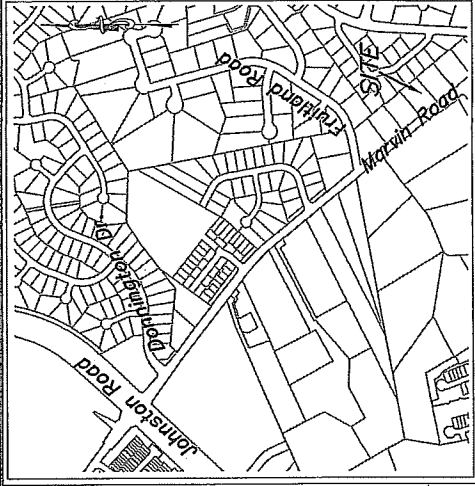 Fruitland Road
SITE
Marvin Road
Donnington Dr.
Johnston Road